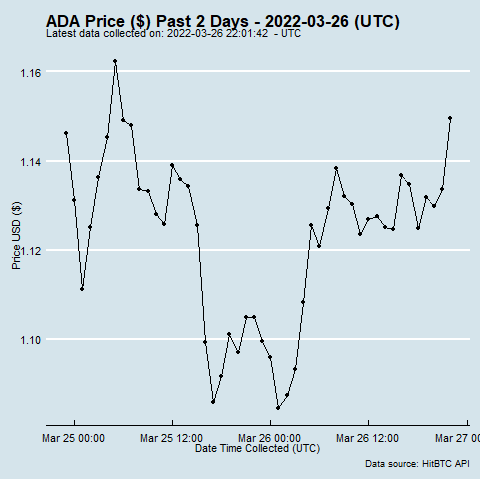 ADA Price ($) Past 2 Days - 2022-03-26 (UTC)
Latest data collected on: 2022-03-26 22:01:42 - UTC
1.16
1.14
1.12
1.10
Price USD ($)
Mar 25 00:00 Mar 25 12:00 Mar 26 00:00 Mar 26 12:00 Mar 27 00
Date Time Collected (UTC)
Data source: HitBTC API